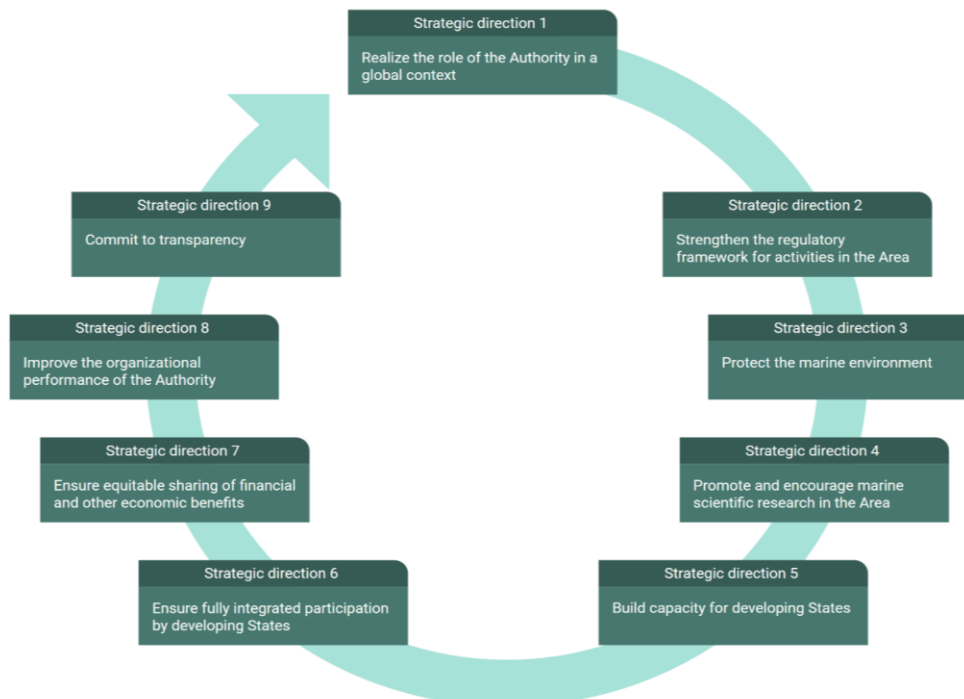 Strategic direction 1
Realize the role of the Authority in a
global context
Strategic direction 2
Strengthen the regulatory
framework for activities in the Area
Strategic direction 3
Protect the marine environment
Strategic direction 4
Promote and encourage marine
scientific research in the Area
Strategic direction 5
Build capacity for developing States
Strategic direction 6
Ensure fully integrated participation
by developing States
Strategic direction 7
Ensure equitable sharing of financial
and other economic benefits
Strategic direction 8
Improve the organizational
performance of the Authority
Strategic direction 9
Commit to transparency